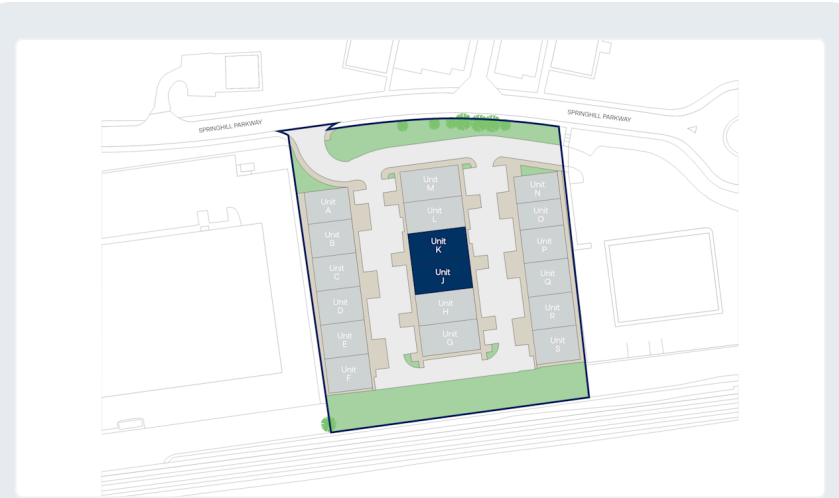 SPRINGHILL PARKWAY
SPRINGHILL PARKWAY
Unit
A
Unit
B
Unit
C
Unit
D
Unit
E
Unit
F
Unit
M
Unit
L
Unit
K
Unit
J
Unit
H
Unit
G
Unit
N
Unit
O
Unit
P
Unit
Q
Unit
R
Unit
S